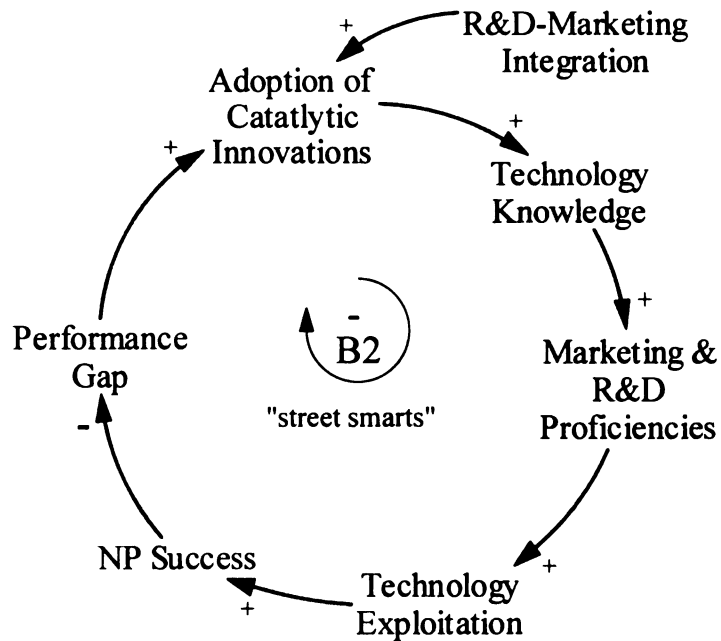 +
R&D-Marketing
Integration
Adoption of
Catatlytic
Innovations
+
+
Technology
Knowledge
+
Performance
Gap
-
B2
"street smarts"
Marketing &
R&D
Proficiencies
-
NP Success
+
Technology
Exploitation
+